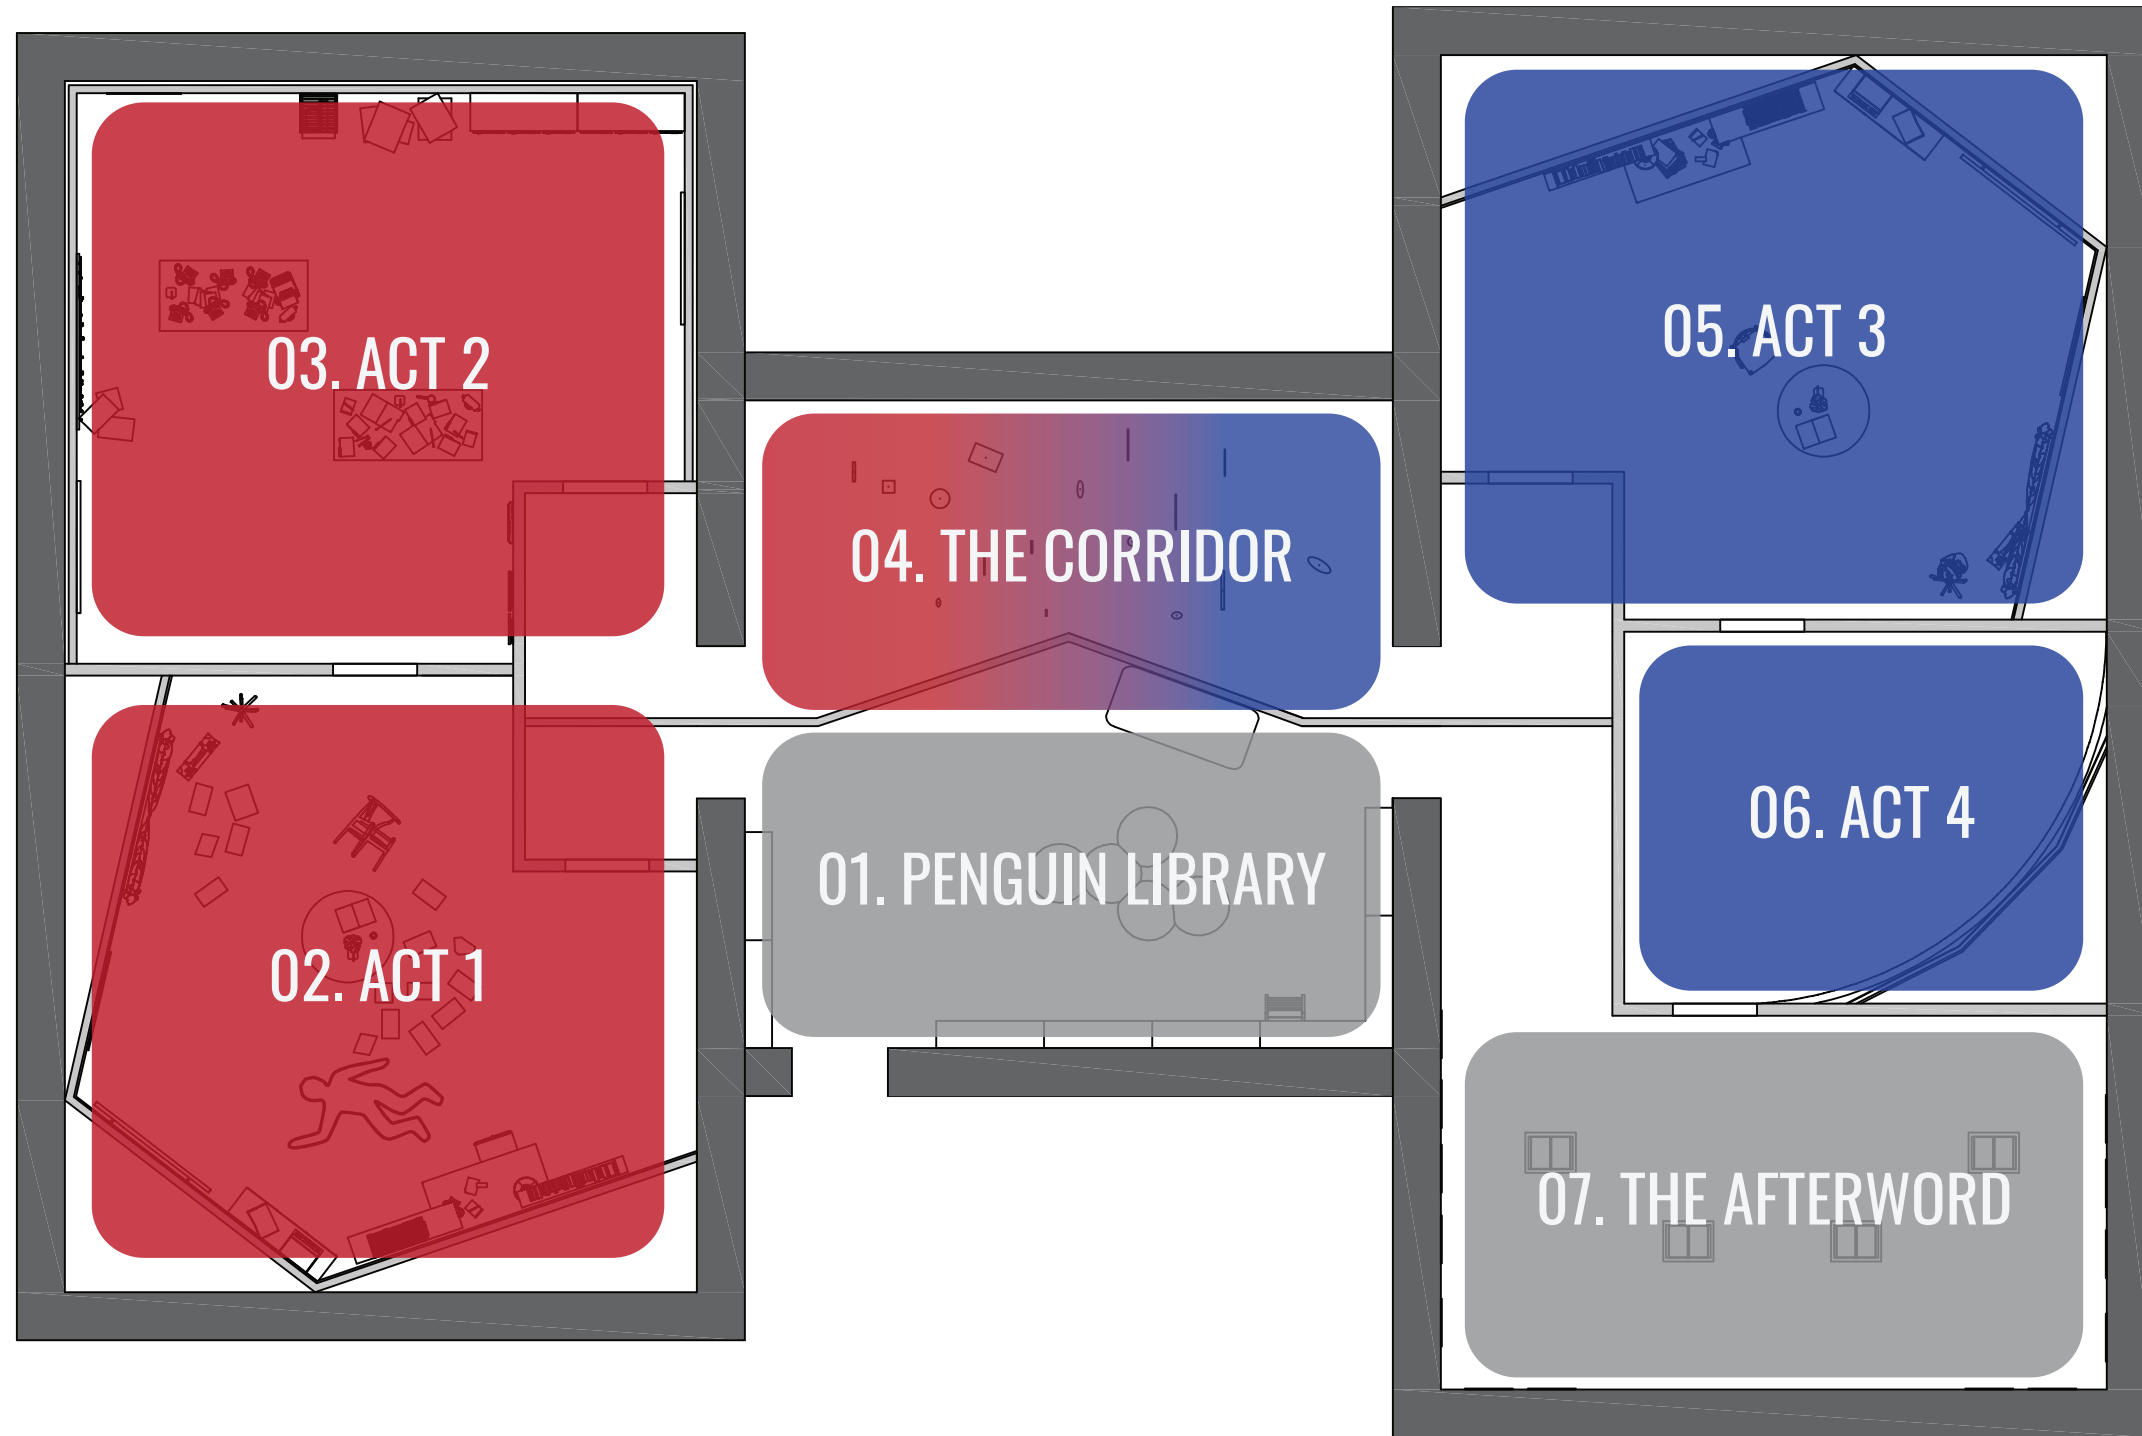 03. ACT 2
05. ACT 3
04. THE CORRIDOR
06. ACT 4
01. PENGUIN LIBRARY
02. ACT 1
07. THE AFTERWORD